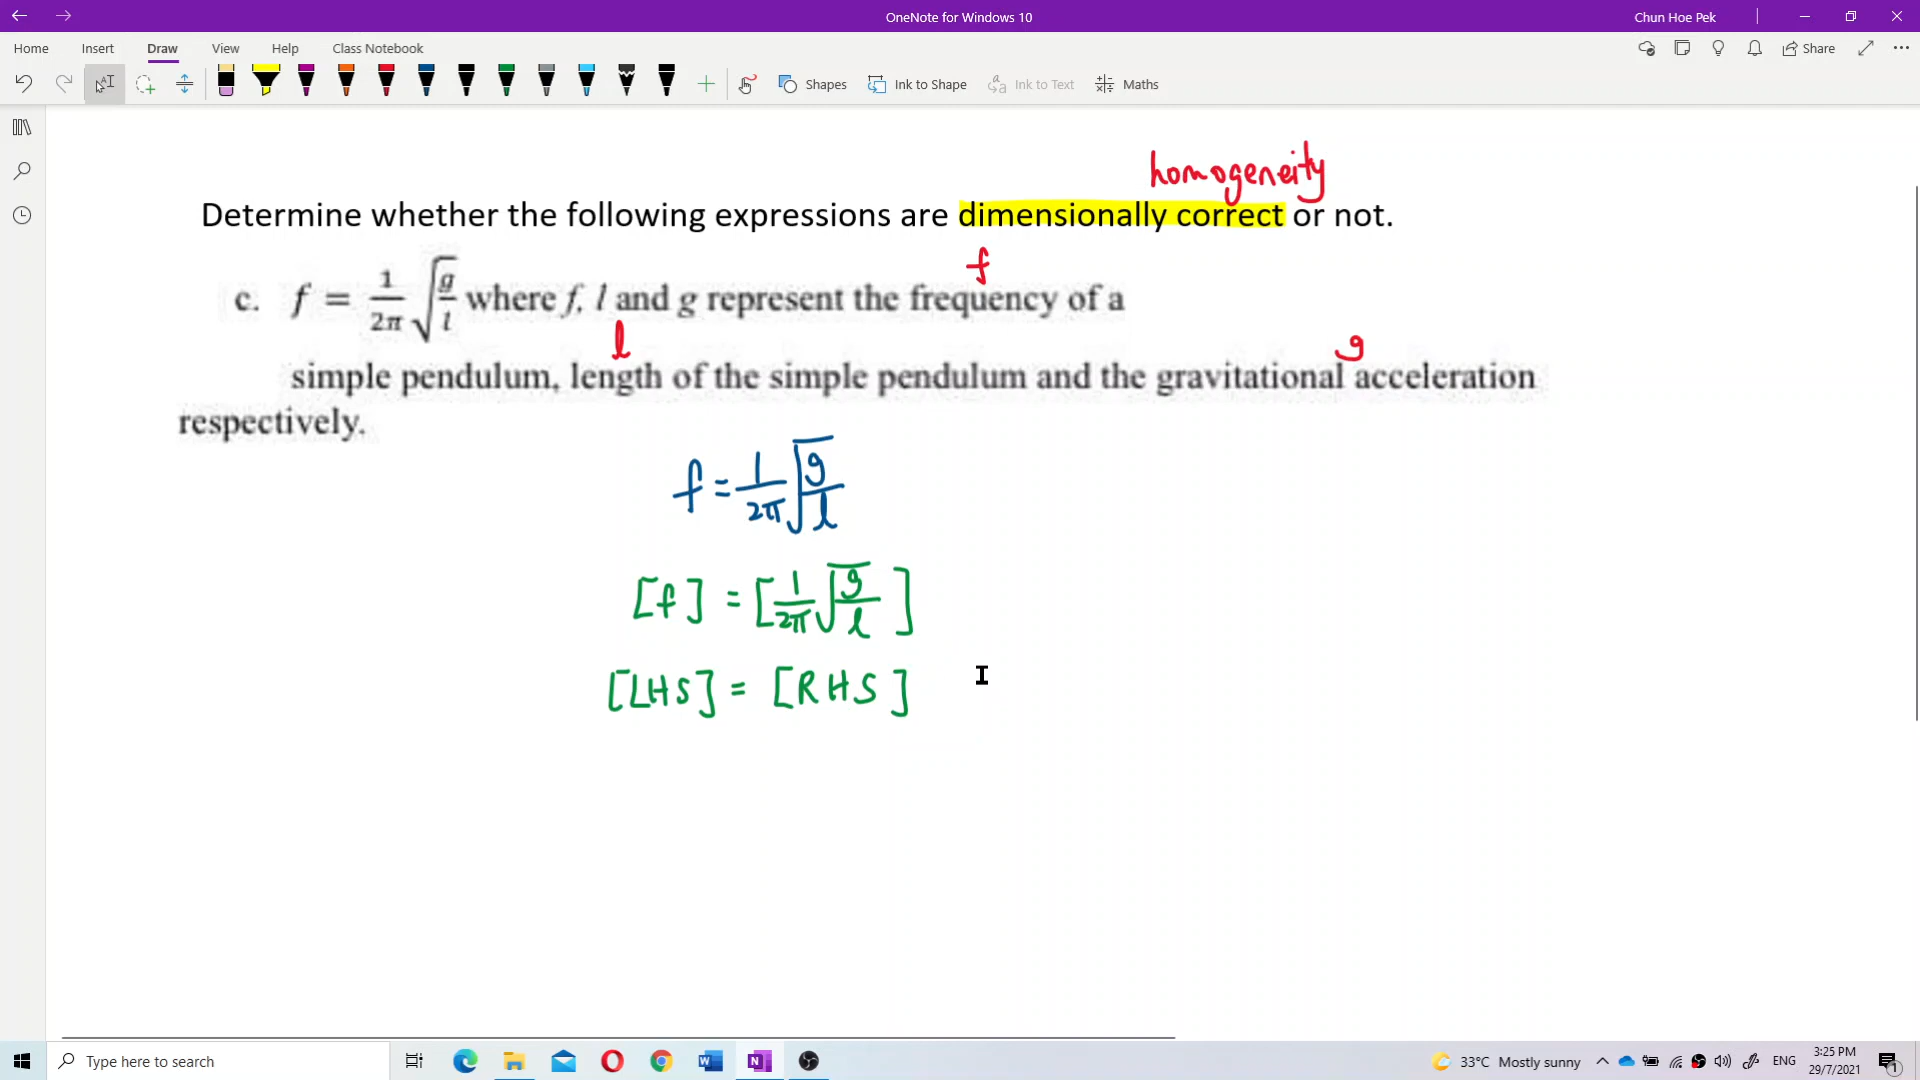 OneNote for Windows 10
Chun Hoe Pek
Home Insert Draw View Help Class Notebook
Share
Shapes Ink to Shape Ink to Text Maths
homogeneity
Determine whether the following expressions are dimensionally correct or not.
f
c. f = 1/2π √g/l where f, l and g represent the frequency of a
l
g
simple pendulum, length of the simple pendulum and the gravitational acceleration
respectively.
f = 1/2π √g/l
[f] = [1/2π √g/l]
[LHS] = [RHS]
Type here to search
33°C Mostly sunny
ENG
3:25 PM
29/7/2021
1